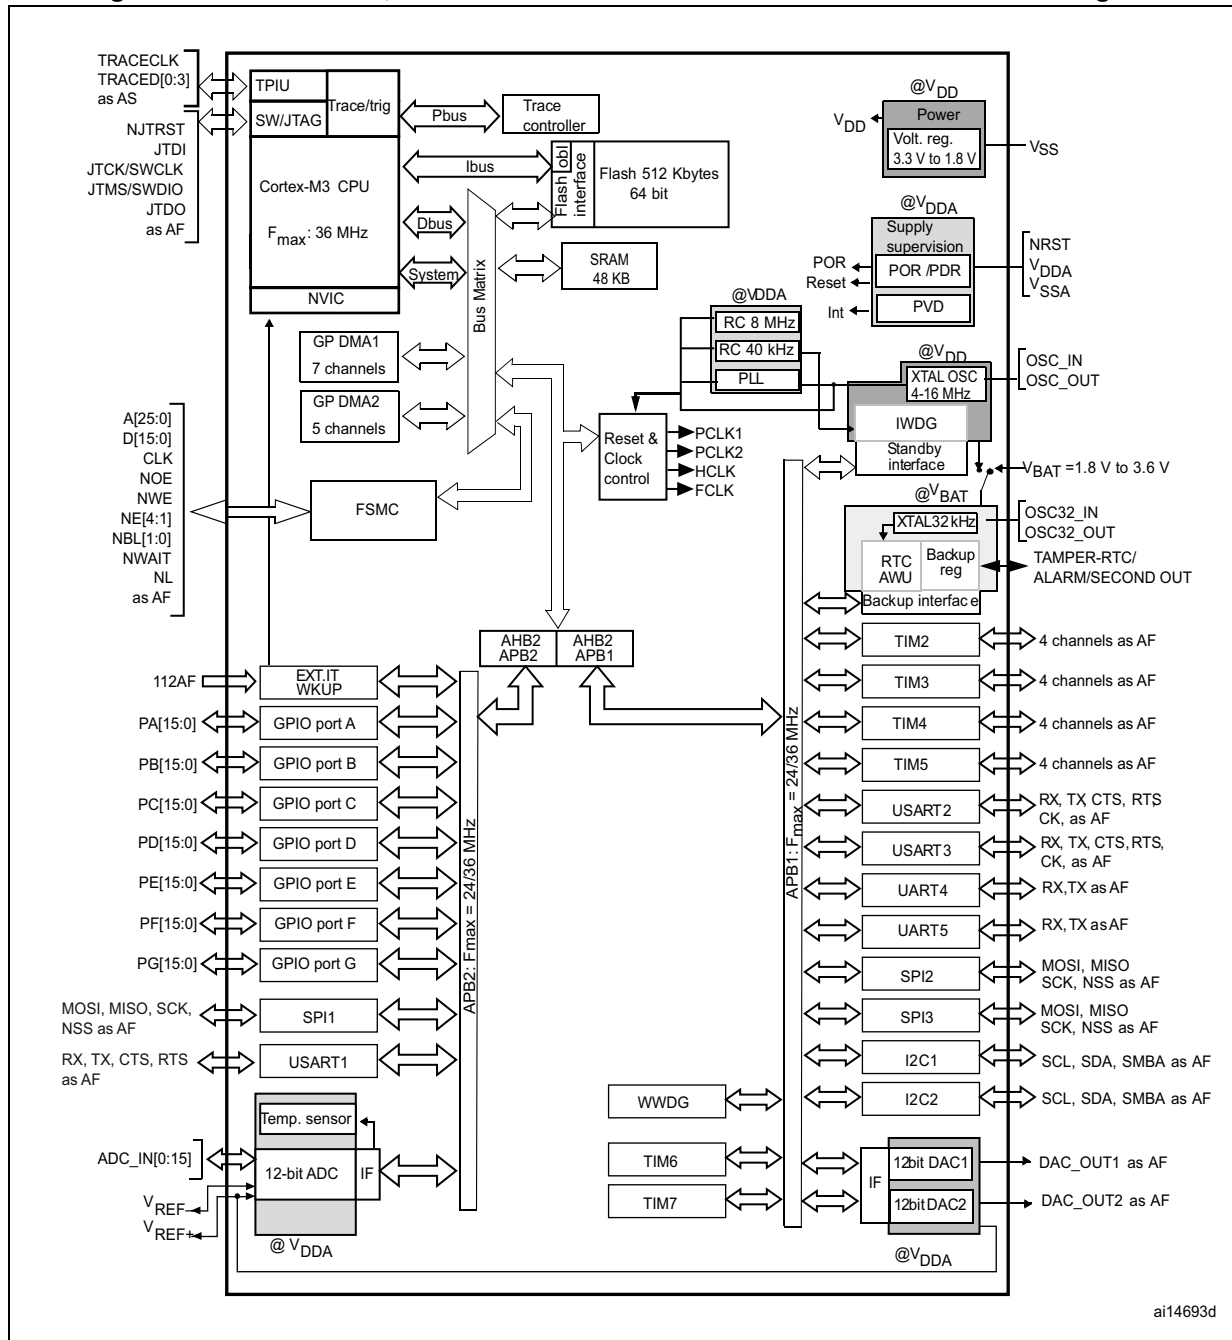 TRACECLK
TRACED[0:3]
as AS
NJTRST
JTDI
JTCK/SWCLK
JTMS/SWDIO
JTDO
as AF
TPIU
SW/JTAG
Trace/trig
Cortex-M3 CPU
Fmax: 36 MHz
NVIC
Pbus
Trace
controller
Ibus
Flash obl
interface
Flash 512 Kbytes
64 bit
Dbus
System
Bus Matrix
SRAM
48 KB
GP DMA1
7 channels
GP DMA2
5 channels
@VDD
Power
VDD
Volt. reg.
3.3 V to 1.8 V
VSS
@VDDA
Supply
supervision
POR
Reset
Int
POR /PDR
PVD
NRST
VDDA
VSSA
@VDDA
RC 8 MHz
RC 40 kHz
PLL
@VDD
XTAL OSC
4-16 MHz
OSC_IN
OSC_OUT
IWDG
Standby
interface
VBAT =1.8 V to 3.6 V
Reset &
Clock
control
PCLK1
PCLK2
HCLK
FCLK
@VBAT
XTAL32kHz
OSC32_IN
OSC32_OUT
RTC
AWU
Backup
reg
TAMPER-RTC/
ALARM/SECOND OUT
Backup interface
A[25:0]
D[15:0]
CLK
NOE
NWE
NE[4:1]
NBL[1:0]
NWAIT
NL
as AF
FSMC
AHB2
APB2
AHB2
APB1
112AF
EXT.IT
WKUP
PA[15:0]
GPIO port A
PB[15:0]
GPIO port B
PC[15:0]
GPIO port C
PD[15:0]
GPIO port D
PE[15:0]
GPIO port E
PF[15:0]
GPIO port F
PG[15:0]
GPIO port G
MOSI, MISO, SCK,
NSS as AF
SPI1
RX, TX, CTS, RTS
as AF
USART1
Temp. sensor
ADC_IN[0:15]
12-bit ADC
IF
VREF-
VREF+
@ VDDA
APB2: Fmax = 24/36 MHz
APB1: Fmax = 24/36 MHz
TIM2
4 channels as AF
TIM3
4 channels as AF
TIM4
4 channels as AF
TIM5
4 channels as AF
USART2
RX, TX, CTS, RTS,
CK, as AF
USART3
RX, TX, CTS, RTS,
CK, as AF
UART4
RX,TX as AF
UART5
RX, TX as AF
SPI2
MOSI, MISO
SCK, NSS as AF
SPI3
MOSI, MISO
SCK, NSS as AF
I2C1
SCL, SDA, SMBA as AF
I2C2
SCL, SDA, SMBA as AF
WWDG
TIM6
TIM7
IF
12bit DAC1
DAC_OUT1 as AF
12bit DAC2
DAC_OUT2 as AF
@VDDA
ai14693d